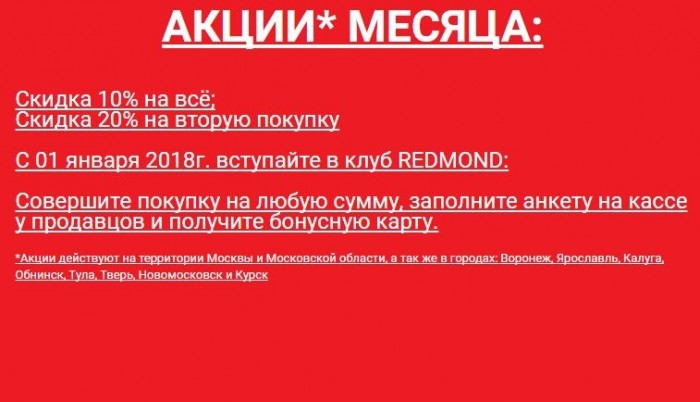 АКЦИИ* МЕСЯЦА:
Скидка 10% на всё;
Скидка 20% на вторую покупку
С 01 января 2018г. вступайте в клуб REDMOND:
Совершите покупку на любую сумму, заполните анкету на кассе
у продавцов и получите бонусную карту.
*Акции действуют на территории Москвы и Московской области, а так же в городах: Воронеж, Ярославль, Калуга,
Обнинск, Тула, Тверь, Новомосковск и Курск